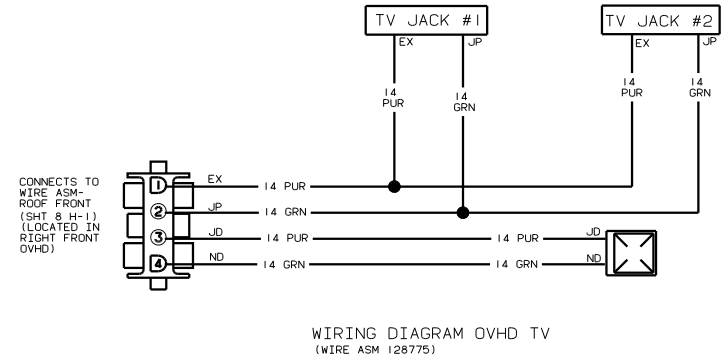 TV JACK #1
TV JACK #2
EX
JP
EX
JP
14
PUR
14
GRN
14
PUR
14
GRN
CONNECTS TO
WIRE ASM-
ROOF FRONT
(SHT 8 H-1)
(LOCATED IN
RIGHT FRONT
OVHD)
1
EX
14 PUR
2
JP
14 GRN
3
JD
14 PUR
14 PUR
JD
4
ND
14 GRN
14 GRN
ND
WIRING DIAGRAM OVHD TV
(WIRE ASM 128775)